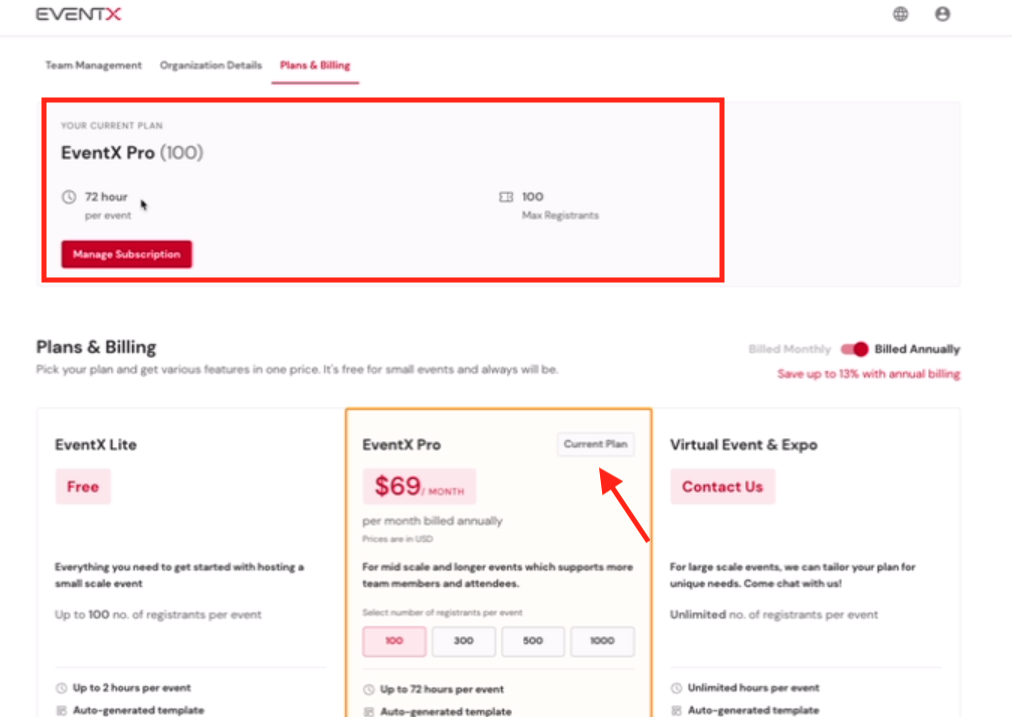 EVENTX
Team Management Organization Details Plans & Billing
YOUR CURRENT PLAN
EventX Pro (100)
72 hour
per event
100
Max Registrants
Manage Subscription
Plans & Billing
Pick your plan and get various features in one price. It's free for small events and always will be.
Billed Monthly Billed Annually
Save up to 13% with annual billing
EventX Lite
Free
Everything you need to get started with hosting a
small scale event
Up to 100 no. of registrants per event
Up to 2 hours per event
Auto-generated template
EventX Pro
Current Plan
$69/ MONTH
per month billed annually
Prices are in USD
For mid scale and longer events which supports more
team members and attendees.
Select number of registrants per event
100 300 500 1000
Up to 72 hours per event
Auto-generated template
Virtual Event & Expo
Contact Us
For large scale events, we can tailor your plan for
unique needs. Come chat with us!
Unlimited no. of registrants per event
Unlimited hours per event
Auto-generated template